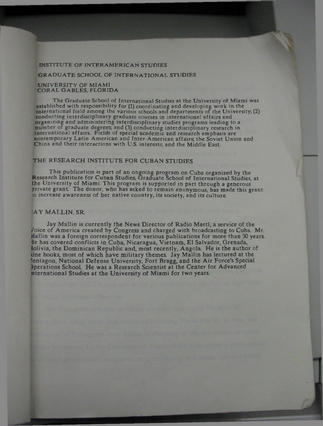 INSTITUTE OF INTERAMERICAN STUDIES
GRADUATE SCHOOL OF INTERNATIONAL STUDIES
UNIVERSITY OF MIAMI
CORAL GABLES, FLORIDA
The Graduate School of International Studies at the University of Miami was
established with responsibility for (1) coordinating and developing work in the
international field among the various schools and departments of the University; (2)
conducting interdisciplinary graduate courses in international affairs and
organizing and administering interdisciplinary studies programs leading to a
number of graduate degrees; and (3) conducting interdisciplinary research in
international affairs. Fields of special academic and research emphasis are
contemporary Latin American and Inter-American affairs; the Soviet Union and
China and their interactions with U.S. interests; and the Middle East.
THE RESEARCH INSTITUTE FOR CUBAN STUDIES
This publication is part of an ongoing program on Cuba organized by the
Research Institute for Cuban Studies, Graduate School of International Studies, at
the University of Miami. This program is supported in part through a generous
private grant. The donor, who has asked to remain anonymous, has made this grant
to increase awareness of her native country, its society, and its culture.
JAY MALLIN, SR.
Jay Mallin is currently the News Director of Radio Marti, a service of the
Voice of America created by Congress and charged with broadcasting to Cuba. Mr.
Mallin was a foreign correspondent for various publications for more than 30 years.
He has covered conflicts in Cuba, Nicaragua, Vietnam, El Salvador, Grenada,
Bolivia, the Dominican Republic and, most recently, Angola. He is the author of
nine books, most of which have military themes. Jay Mallin has lectured at the
Pentagon, National Defense University, Fort Bragg, and the Air Force's Special
Operations School. He was a Research Scientist at the Center for Advanced
International Studies at the University of Miami for two years.